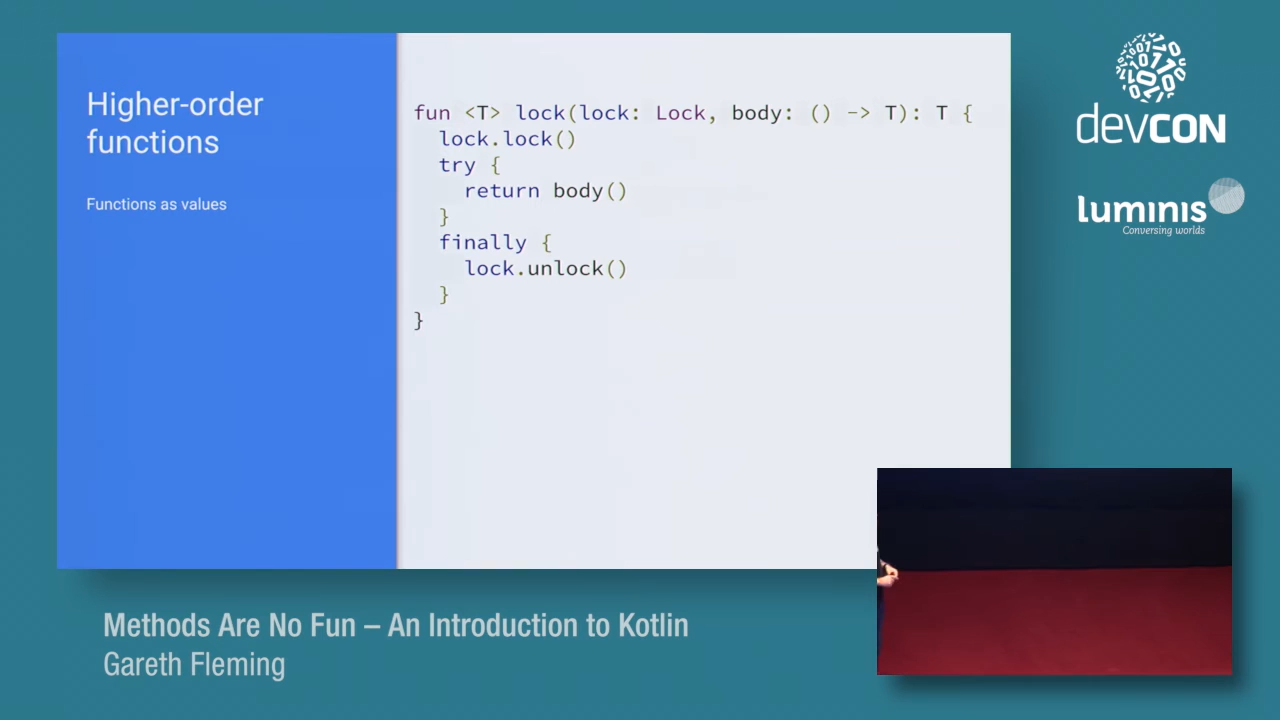 Higher-order
functions
Functions as values
fun <T> lock(lock: Lock, body: () -> T): T {
  lock.lock()
  try {
    return body()
  }
  finally {
    lock.unlock()
  }
}
devcon
luminis
Conversing worlds
Methods Are No Fun – An Introduction to Kotlin
Gareth Fleming